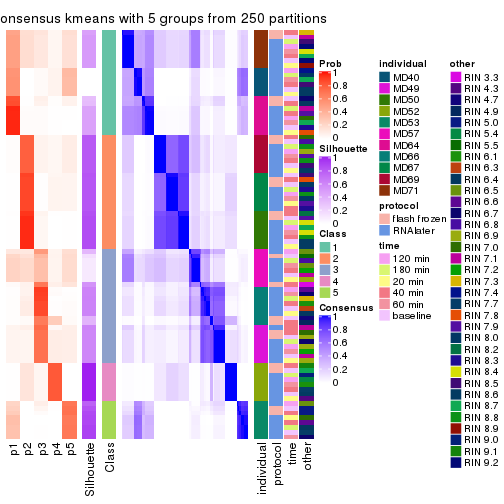 onsensus kmeans with 5 groups from 250 partitions
p1
p2
p3
p4
p5
Silhouette
Class
individual
protocol
time
other
Prob
1
0.8
0.6
0.4
0.2
0
Silhouette
1
0.8
0.6
0.4
0.2
0
Class
1
2
3
4
5
Consensus
1
0.8
0.6
0.4
0.2
0
individual
MD40
MD49
MD50
MD52
MD53
MD57
MD64
MD66
MD67
MD69
MD71
protocol
flash frozen
RNAlater
time
120 min
180 min
20 min
40 min
60 min
baseline
other
RIN 3.3
RIN 4.3
RIN 4.7
RIN 4.9
RIN 5.0
RIN 5.4
RIN 5.5
RIN 6.1
RIN 6.3
RIN 6.4
RIN 6.5
RIN 6.6
RIN 6.7
RIN 6.8
RIN 6.9
RIN 7.0
RIN 7.1
RIN 7.2
RIN 7.3
RIN 7.4
RIN 7.7
RIN 7.8
RIN 7.9
RIN 8.0
RIN 8.2
RIN 8.3
RIN 8.4
RIN 8.5
RIN 8.6
RIN 8.7
RIN 8.8
RIN 8.9
RIN 9.0
RIN 9.1
RIN 9.2